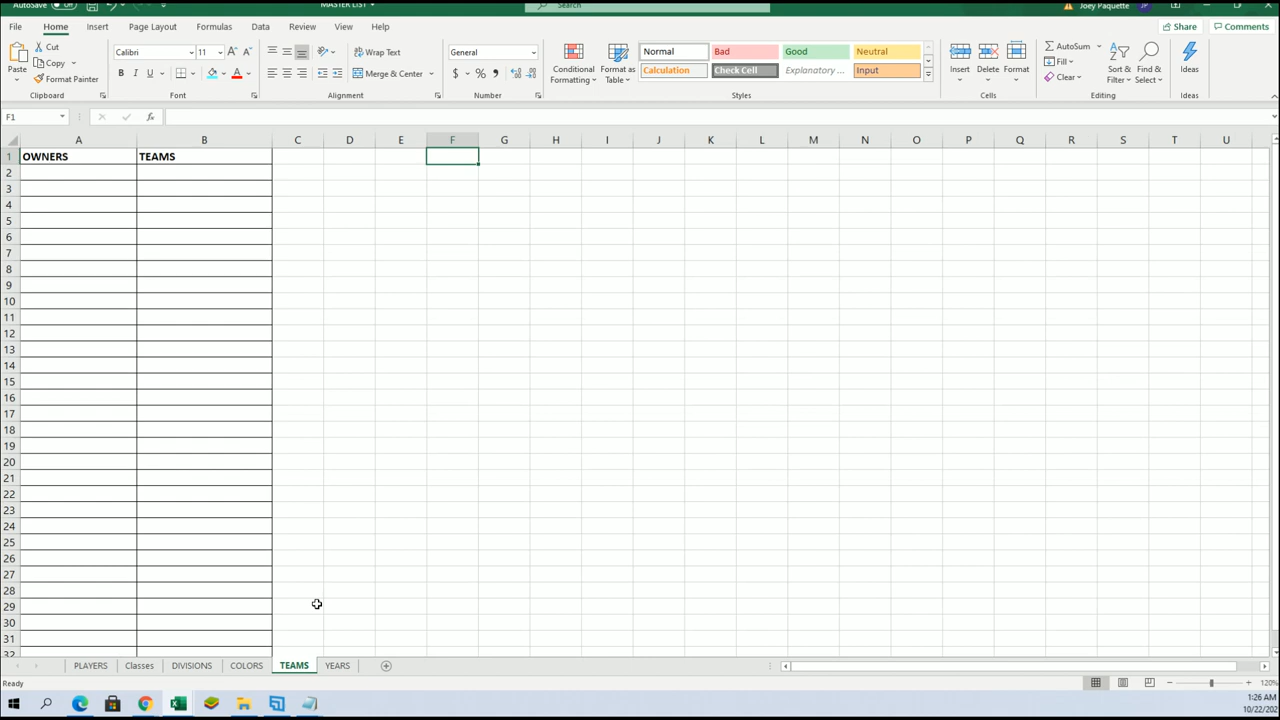 AutoSave Off MASTER LIST Search Joey Paquette JP
File Home Insert Page Layout Formulas Data Review View Help Share Comments
Paste Cut Copy Format Painter Clipboard
Calibri 11 B I U A Font
Wrap Text Merge & Center Alignment
General $ % Number
Conditional Formatting Format as Table
Normal Bad Good Neutral
Calculation Check Cell Explanatory ... Input
Styles
Insert Delete Format Cells
AutoSum Fill Clear Sort & Filter Find & Select Editing
Ideas Ideas
F1 fx
A B C D E F G H I J K L M N O P Q R S T U
1 OWNERS TEAMS
2
3
4
5
6
7
8
9
10
11
12
13
14
15
16
17
18
19
20
21
22
23
24
25
26
27
28
29
30
31
32
PLAYERS Classes DIVISIONS COLORS TEAMS YEARS
Ready 120%
1:26 AM
10/22/202